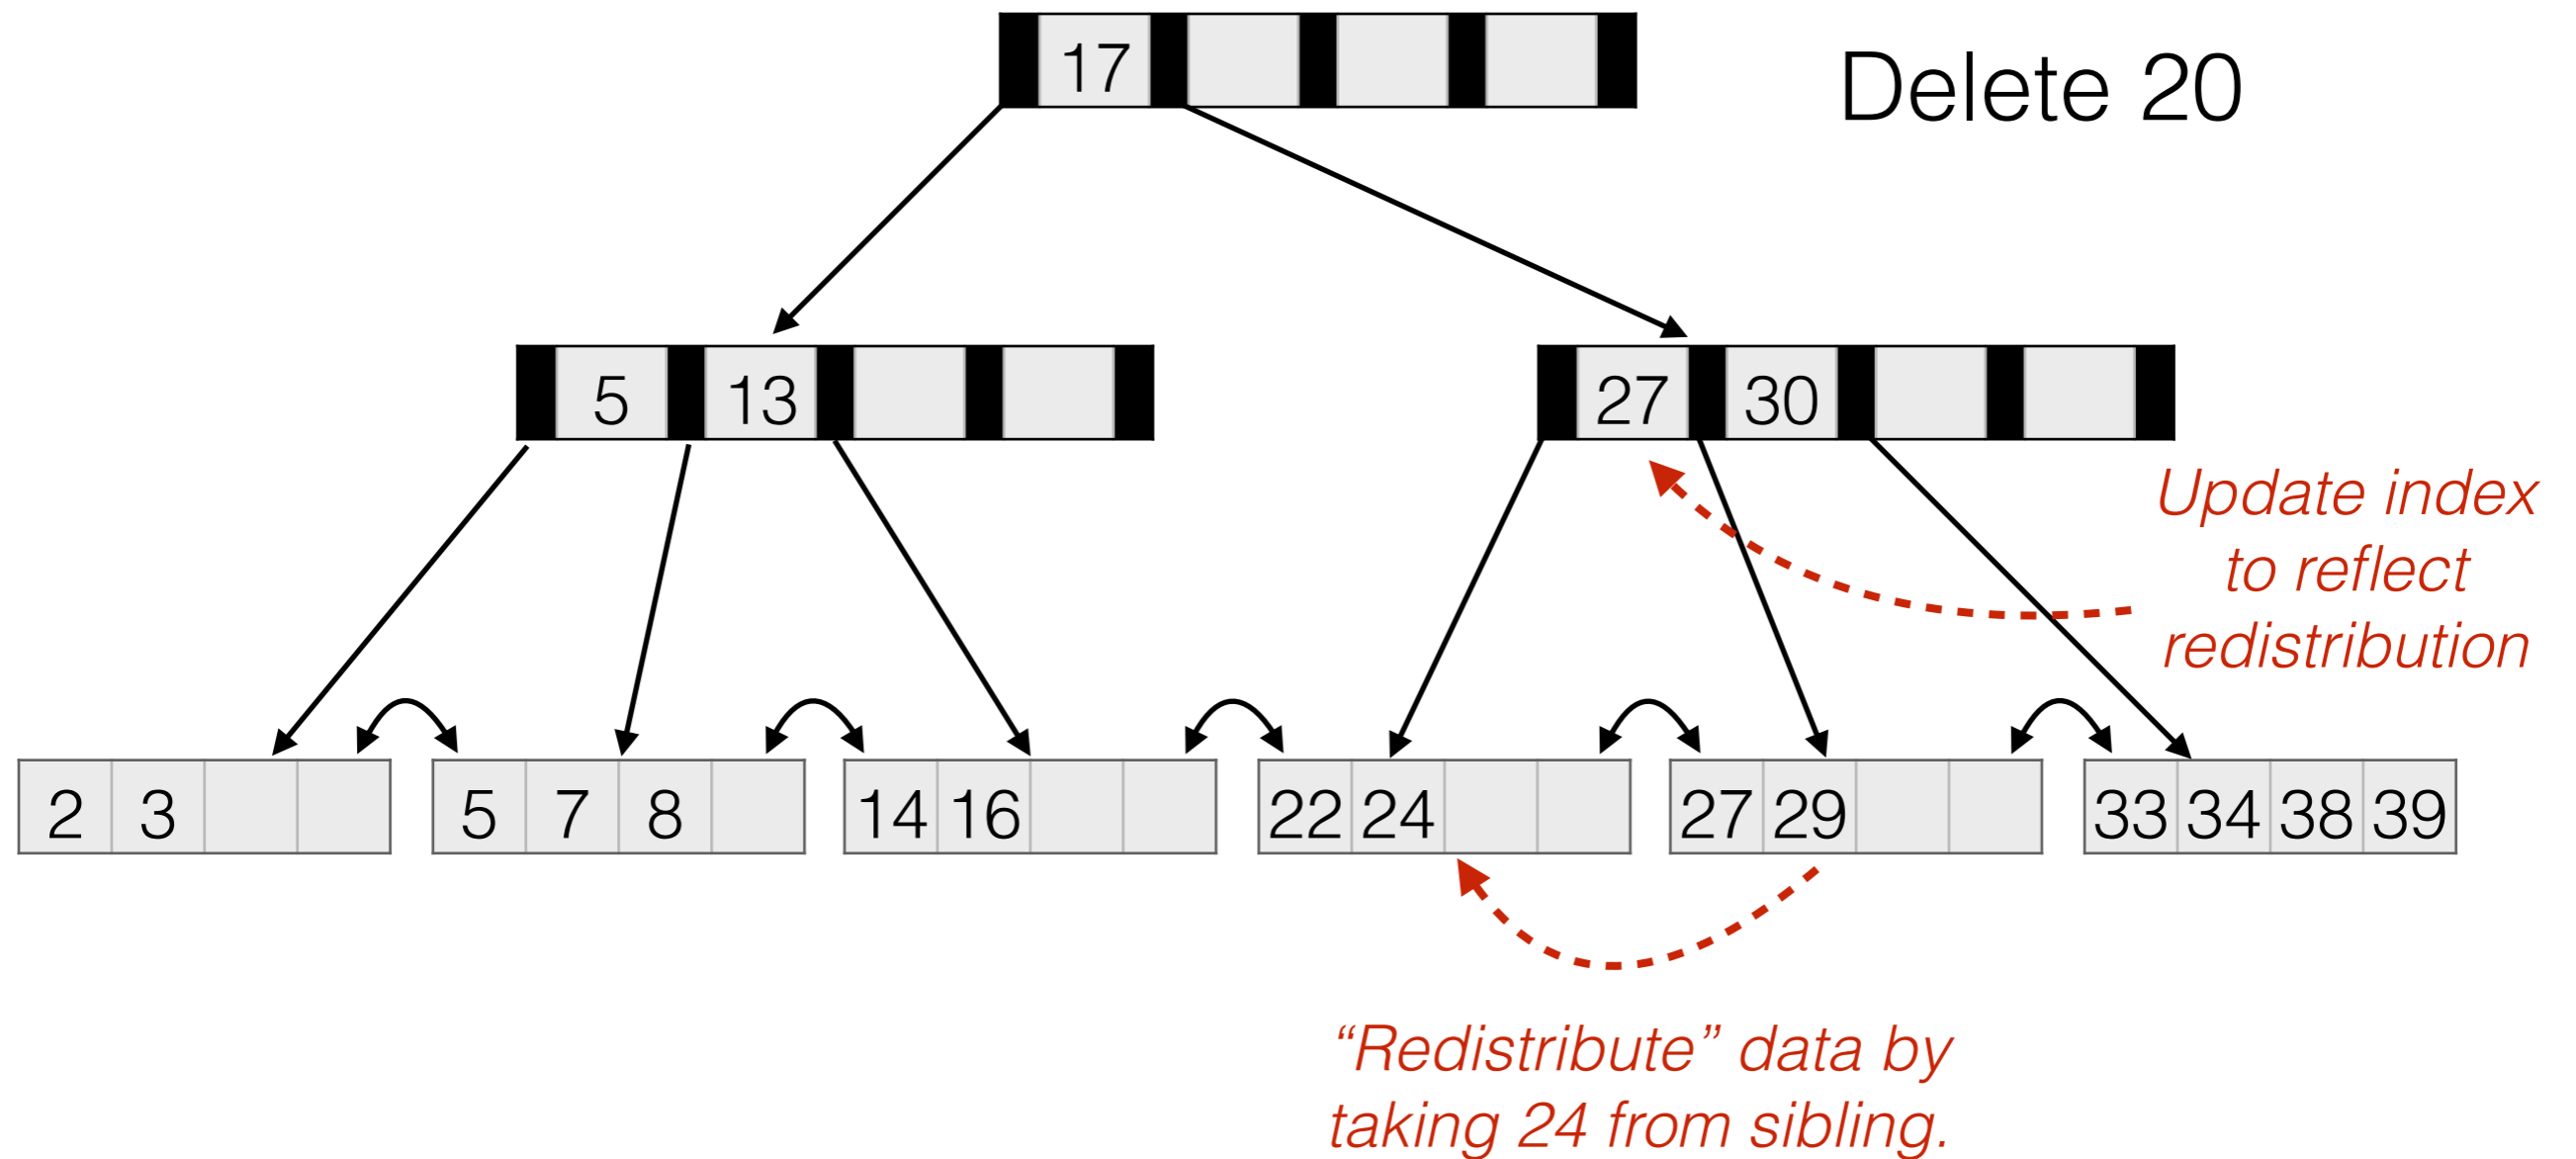 17
Delete 20
5 13
27 30
Update index
to reflect
redistribution
2 3
5 7 8
14 16
22 24
27 29
33 34 38 39
“Redistribute” data by
taking 24 from sibling.